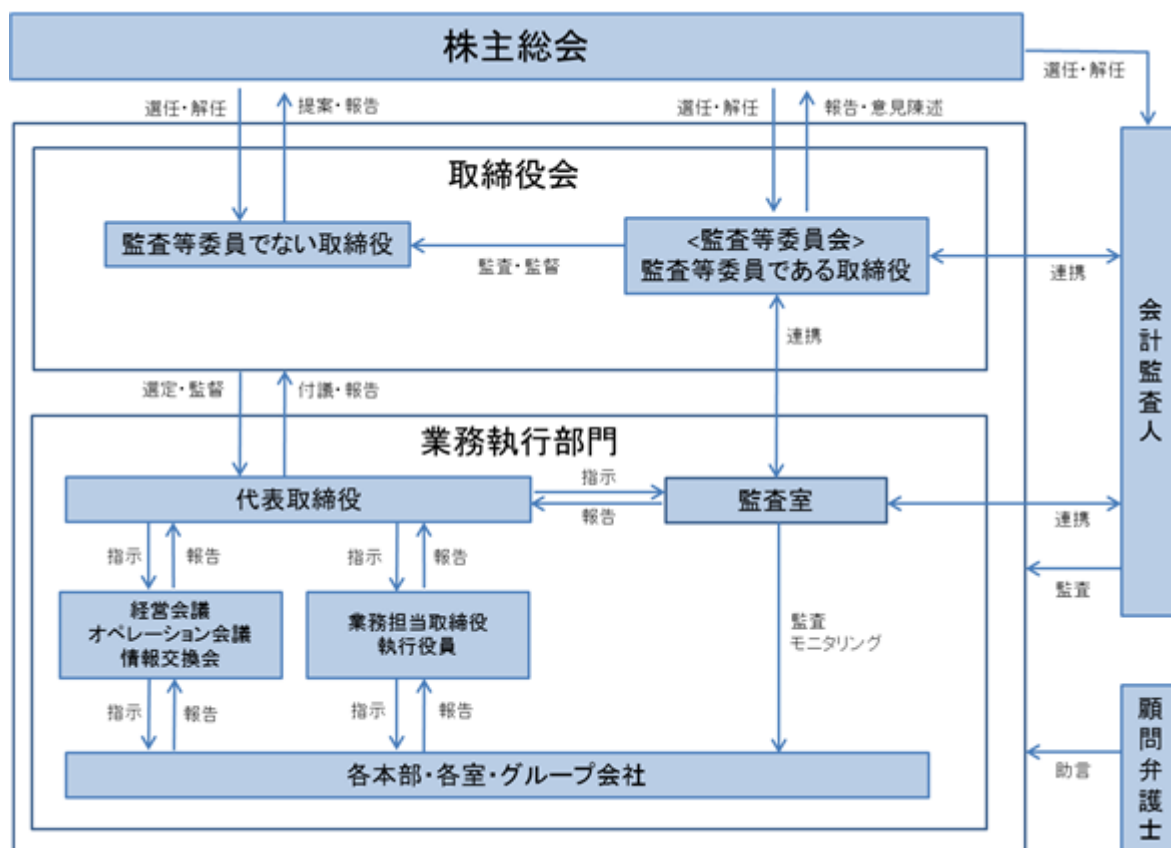 株主総会
選任・解任
選任・解任
提案・報告
選任・解任
報告・意見陳述
取締役会
監査等委員でない取締役
監査・監督
<監査等委員会>
監査等委員である取締役
連携
連携
会計監査人
選定・監督
付議・報告
業務執行部門
代表取締役
指示
報告
監査室
連携
監査
指示
報告
指示
報告
経営会議
オペレーション会議
情報交換会
業務担当取締役
執行役員
監査
モニタリング
指示
報告
指示
報告
各本部・各室・グループ会社
助言
顧問弁護士